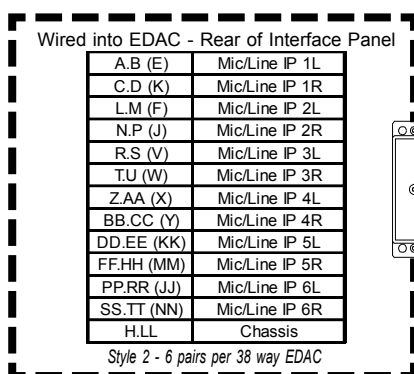 Wired into EDAC - Rear of Interface Panel
A.B (E) Mic/Line IP 1L
C.D (K) Mic/Line IP 1R
L.M (F) Mic/Line IP 2L
N.P (J) Mic/Line IP 2R
R.S (V) Mic/Line IP 3L
T.U (W) Mic/Line IP 3R
Z.AA (X) Mic/Line IP 4L
BB.CC (Y) Mic/Line IP 4R
DD.EE (KK) Mic/Line IP 5L
FF.HH (MM) Mic/Line IP 5R
PP.RR (JJ) Mic/Line IP 6L
SS.TT (NN) Mic/Line IP 6R
H.LL Chassis
Style 2 - 6 pairs per 38 way EDAC